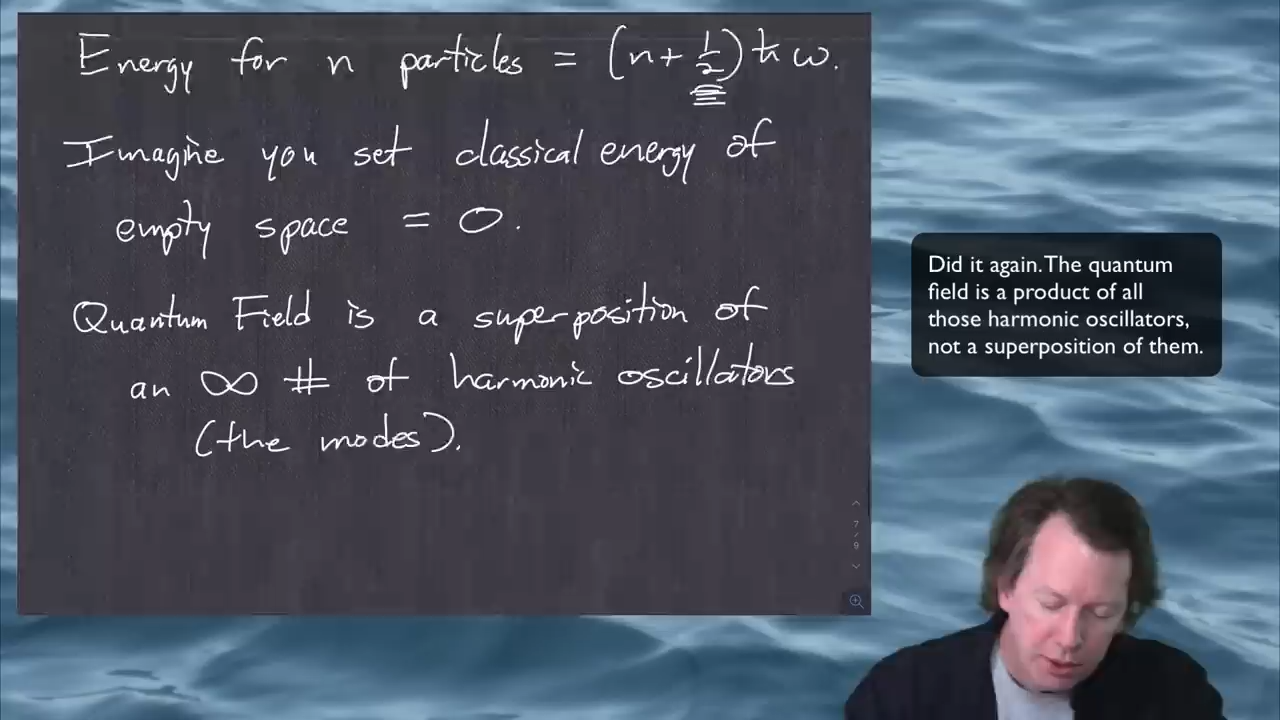 Energy for n particles = (n + 1/2) ħ ω.
Imagine you set classical energy of
empty space = 0.
Quantum Field is a superposition of
an ∞ # of harmonic oscillators
(the modes).
Did it again. The quantum
field is a product of all
those harmonic oscillators,
not a superposition of them.
7
/
9